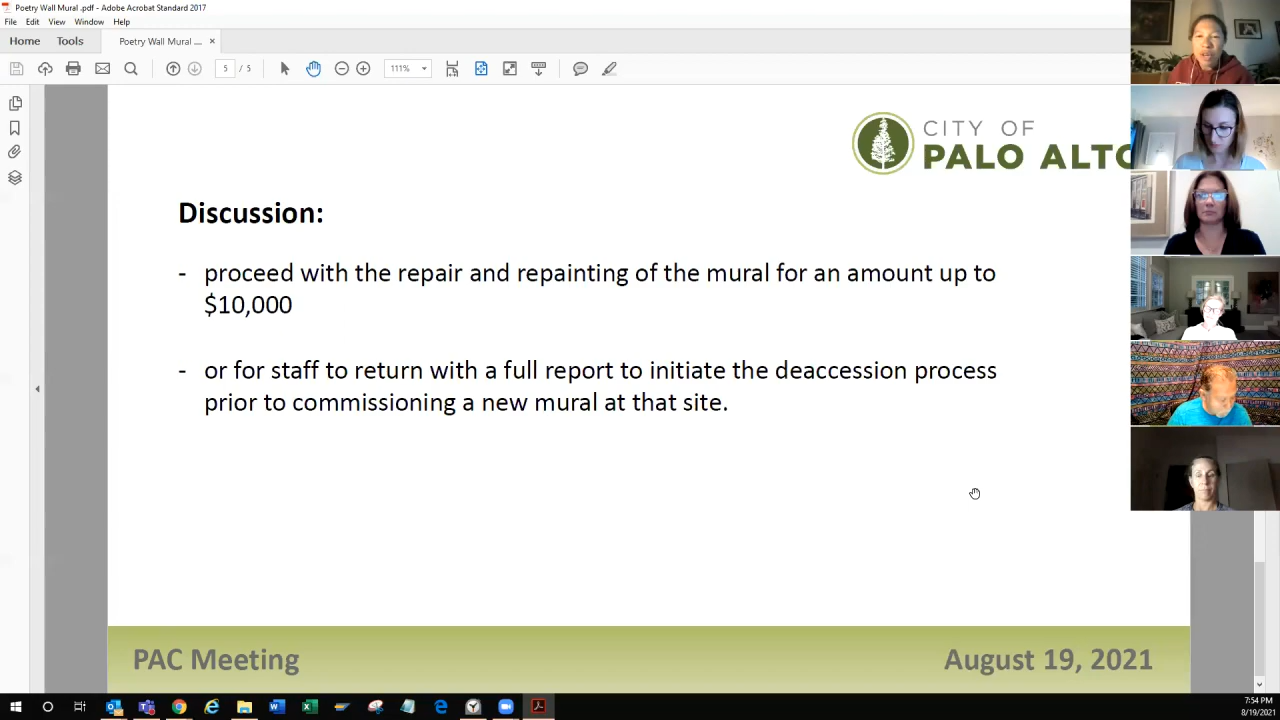 Poetry Wall Mural .pdf - Adobe Acrobat Standard 2017
File Edit View Window Help
Home Tools Poetry Wall Mural ... ×
5 / 5 111%
CITY OF
PALO ALTO
Discussion:
- proceed with the repair and repainting of the mural for an amount up to
$10,000
- or for staff to return with a full report to initiate the deaccession process
prior to commissioning a new mural at that site.
PAC Meeting August 19, 2021
7:54 PM
8/19/2021